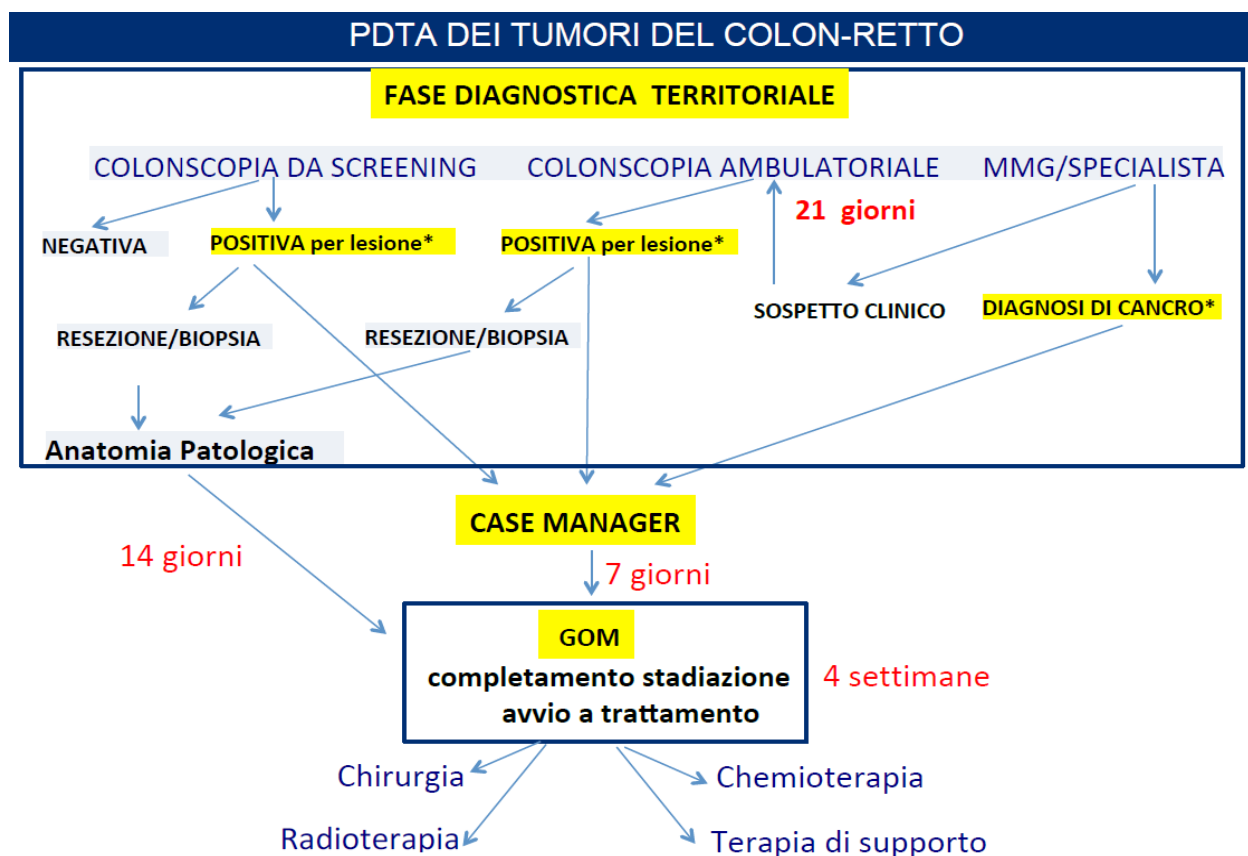 PDTA DEI TUMORI DEL COLON-RETTO
FASE DIAGNOSTICA TERRITORIALE
COLONSCOPIA DA SCREENING
COLONSCOPIA AMBULATORIALE
MMG/SPECIALISTA
21 giorni
NEGATIVA
POSITIVA per lesione*
POSITIVA per lesione*
SOSPETTO CLINICO
DIAGNOSI DI CANCRO*
RESEZIONE/BIOPSIA
RESEZIONE/BIOPSIA
Anatomia Patologica
CASE MANAGER
14 giorni
7 giorni
GOM
completamento stadiazione
avvio a trattamento
4 settimane
Chirurgia
Chemioterapia
Radioterapia
Terapia di supporto